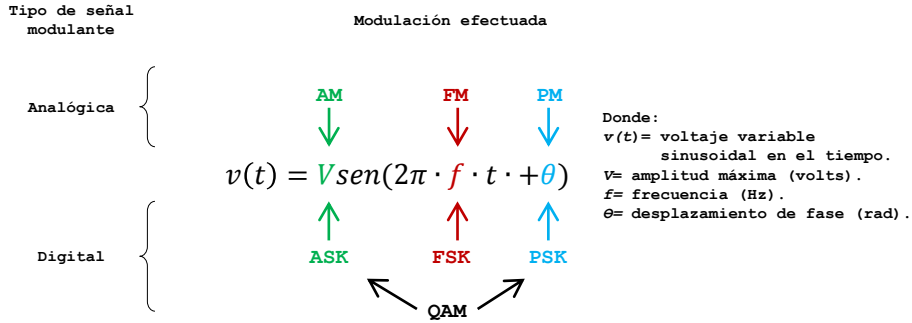 Tipo de señal
modulante
Modulación efectuada
Analógica
AM FM PM
v(t) = Vsen(2π · f · t · +θ)
Donde:
v(t)= voltaje variable
sinusoidal en el tiempo.
V= amplitud máxima (volts).
f= frecuencia (Hz).
θ= desplazamiento de fase (rad).
Digital
ASK FSK PSK
QAM